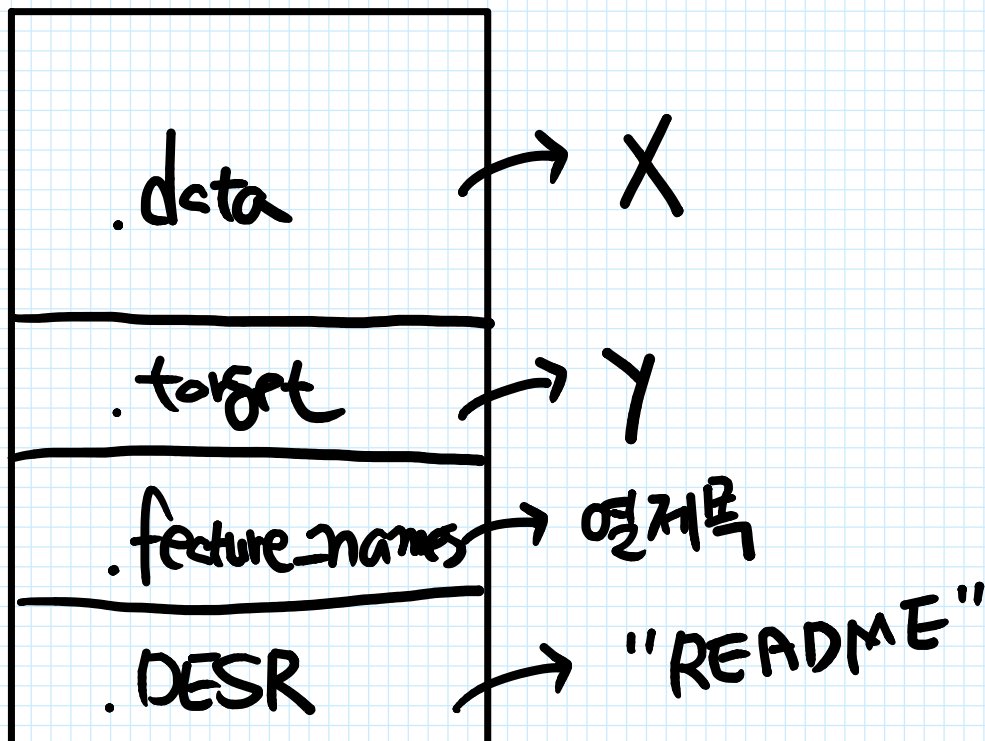 .data → X
.target → Y
.feature_names → 열제목
.DESR → "README"